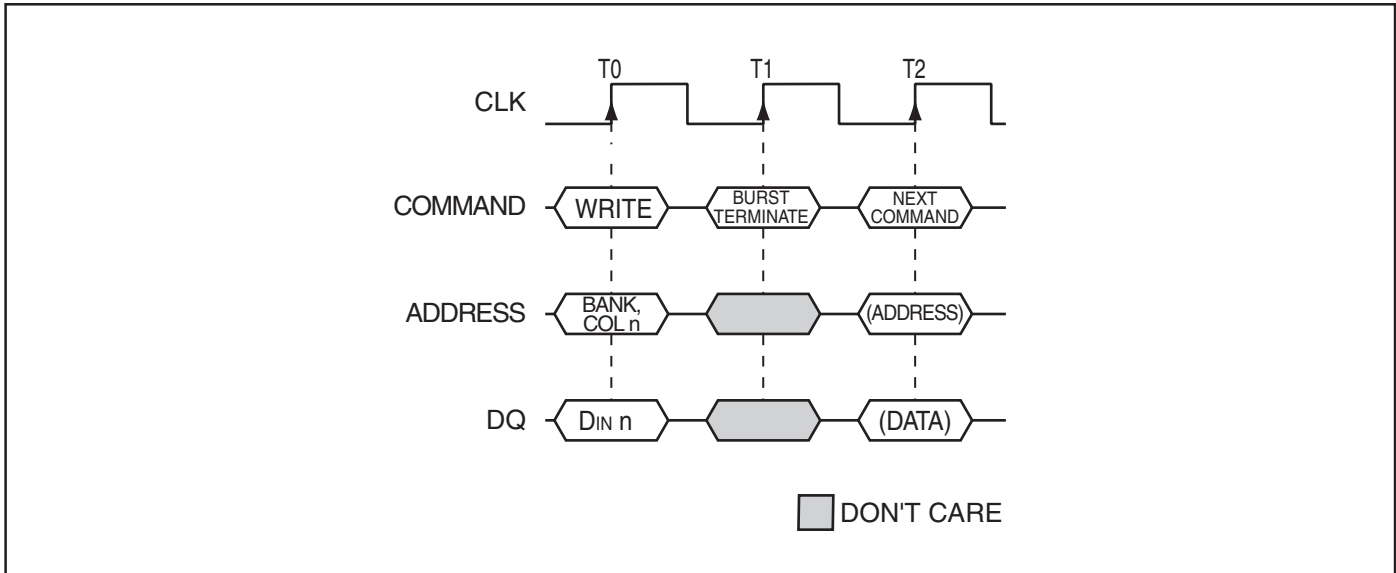 T0 T1 T2
CLK
COMMAND WRITE BURST TERMINATE NEXT COMMAND
ADDRESS BANK, COL n (ADDRESS)
DQ DIN n (DATA)
DON'T CARE